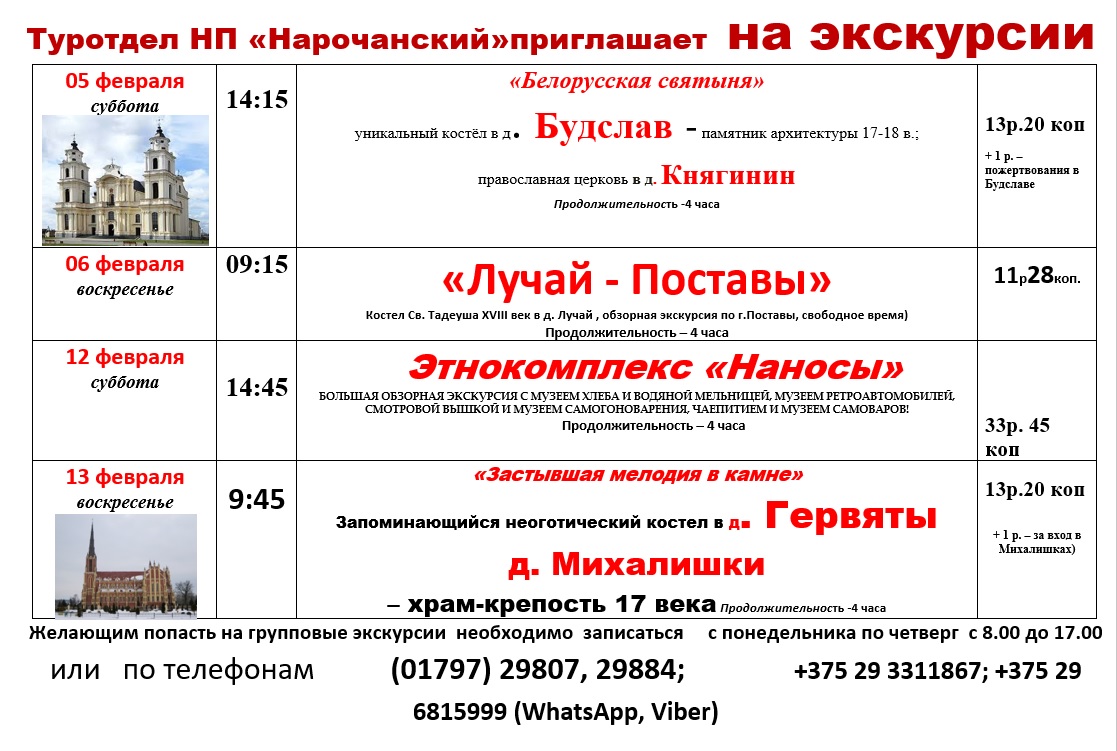 Туротдел НП «Нарочанский»приглашает на экскурсии
05 февраля
суббота
14:15
«Белорусская святыня»
уникальный костёл в д. Будслав - памятник архитектуры 17-18 в.;
православная церковь в д. Княгинин
Продолжительность -4 часа
13р.20 коп
+ 1 р. –
пожертвования в
Будславе
06 февраля
воскресенье
09:15
«Лучай - Поставы»
Костел Св. Тадеуша XVIII век в д. Лучай , обзорная экскурсия по г.Поставы, свободное время)
Продолжительность – 4 часа
11р28коп.
12 февраля
суббота
14:45
Этнокомплекс «Наносы»
БОЛЬШАЯ ОБЗОРНАЯ ЭКСКУРСИЯ С МУЗЕЕМ ХЛЕБА И ВОДЯНОЙ МЕЛЬНИЦЕЙ, МУЗЕЕМ РЕТРОАВТОМОБИЛЕЙ,
СМОТРОВОЙ ВЫШКОЙ И МУЗЕЕМ САМОГОНОВАРЕНИЯ, ЧАЕПИТИЕМ И МУЗЕЕМ САМОВАРОВ!
Продолжительность – 4 часа
33р. 45
коп
13 февраля
воскресенье
9:45
«Застывшая мелодия в камне»
Запоминающийся неоготический костел в д. Гервяты
д. Михалишки
– храм-крепость 17 века Продолжительность -4 часа
13р.20 коп
+ 1 р. – за вход в
Михалишках)
Желающим попасть на групповые экскурсии необходимо записаться с понедельника по четверг с 8.00 до 17.00
или по телефонам (01797) 29807, 29884; +375 29 3311867; +375 29
6815999 (WhatsApp, Viber)